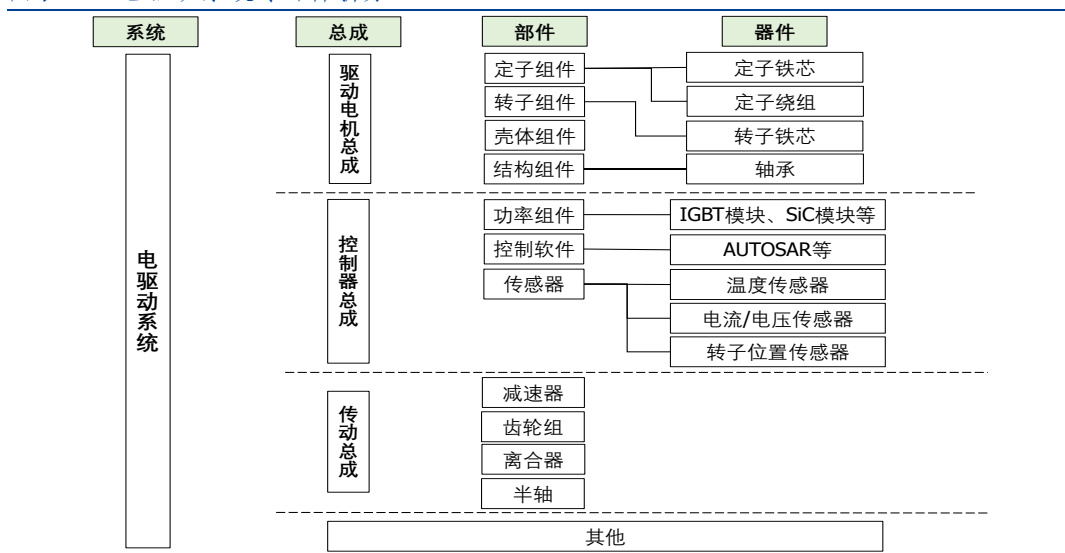 系统 总成 部件 器件
电驱动系统
驱动电机总成
定子组件 定子铁芯
转子组件 定子绕组
壳体组件 转子铁芯
结构组件 轴承
控制器总成
功率组件 IGBT模块、SiC模块等
控制软件 AUTOSAR等
传感器 温度传感器
电流/电压传感器
转子位置传感器
传动总成
减速器
齿轮组
离合器
半轴
其他